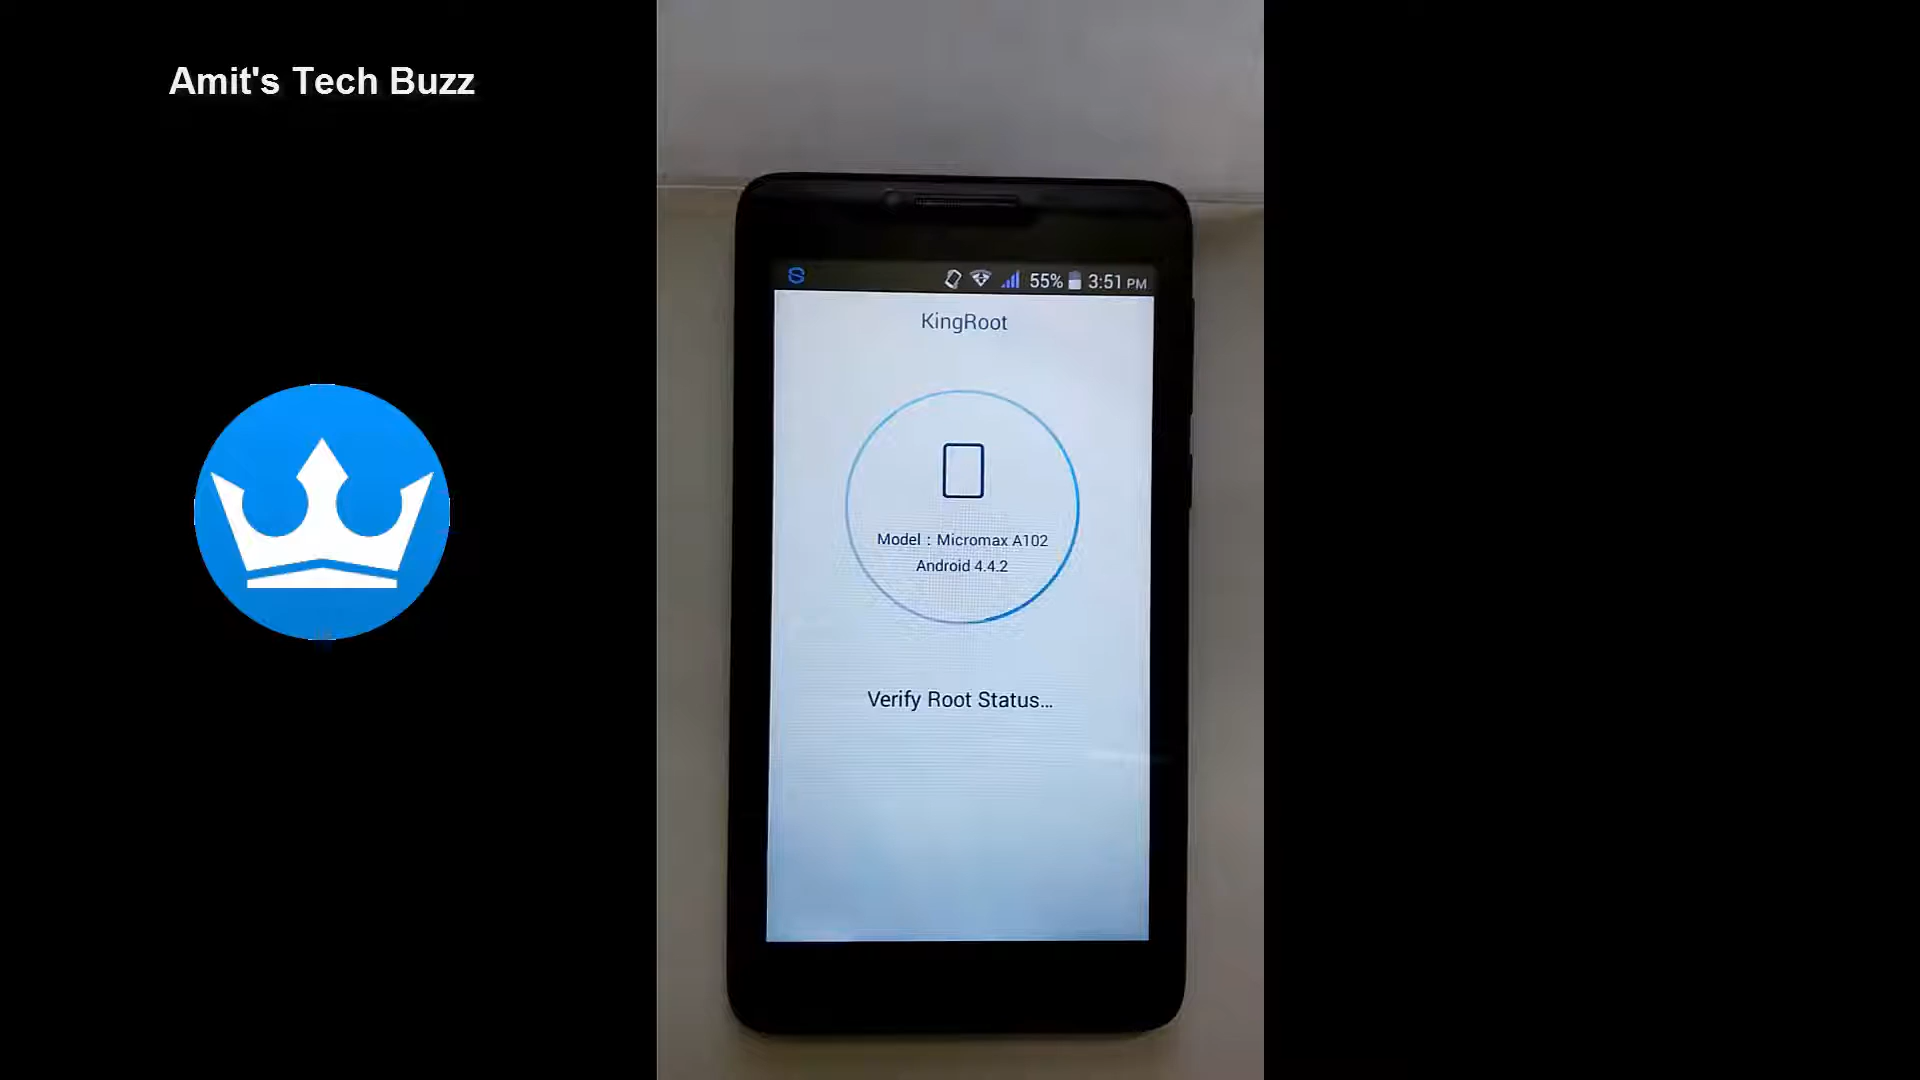 Amit's Tech Buzz
55% 3:51 PM
KingRoot
Model : Micromax A102
Android 4.4.2
Verify Root Status...